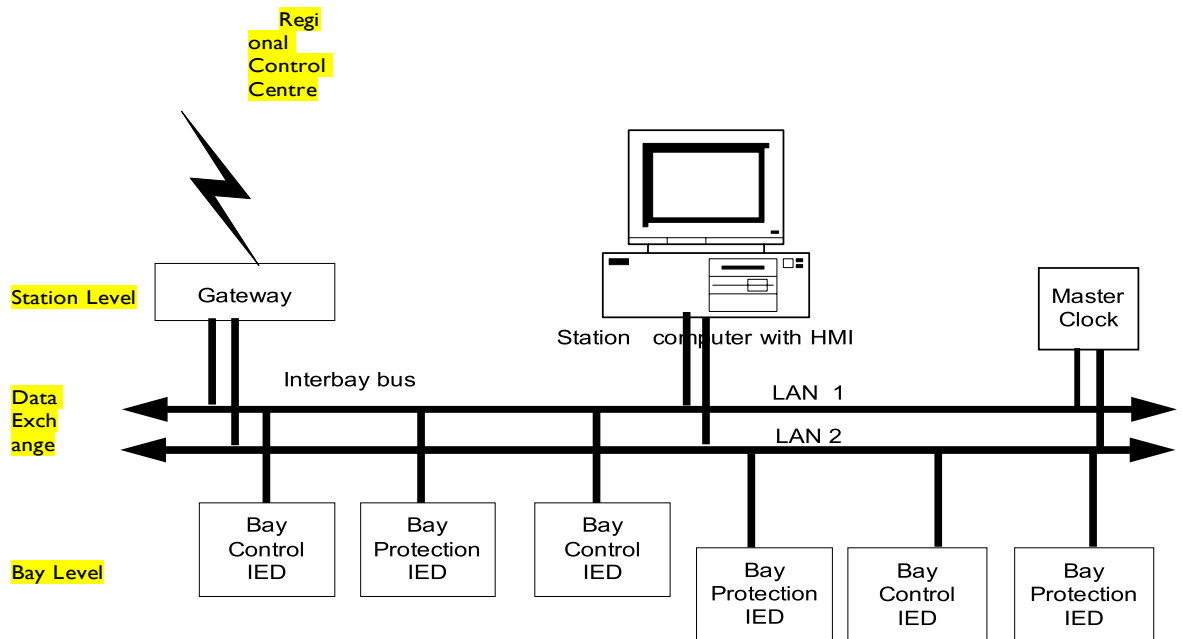 Regi
onal
Control
Centre
Station Level
Gateway
Master
Clock
Station computer with HMI
Interbay bus
LAN 1
Data
Exch
ange
LAN 2
Bay
Control
IED
Bay
Protection
IED
Bay
Control
IED
Bay Level
Bay
Protection
IED
Bay
Control
IED
Bay
Protection
IED